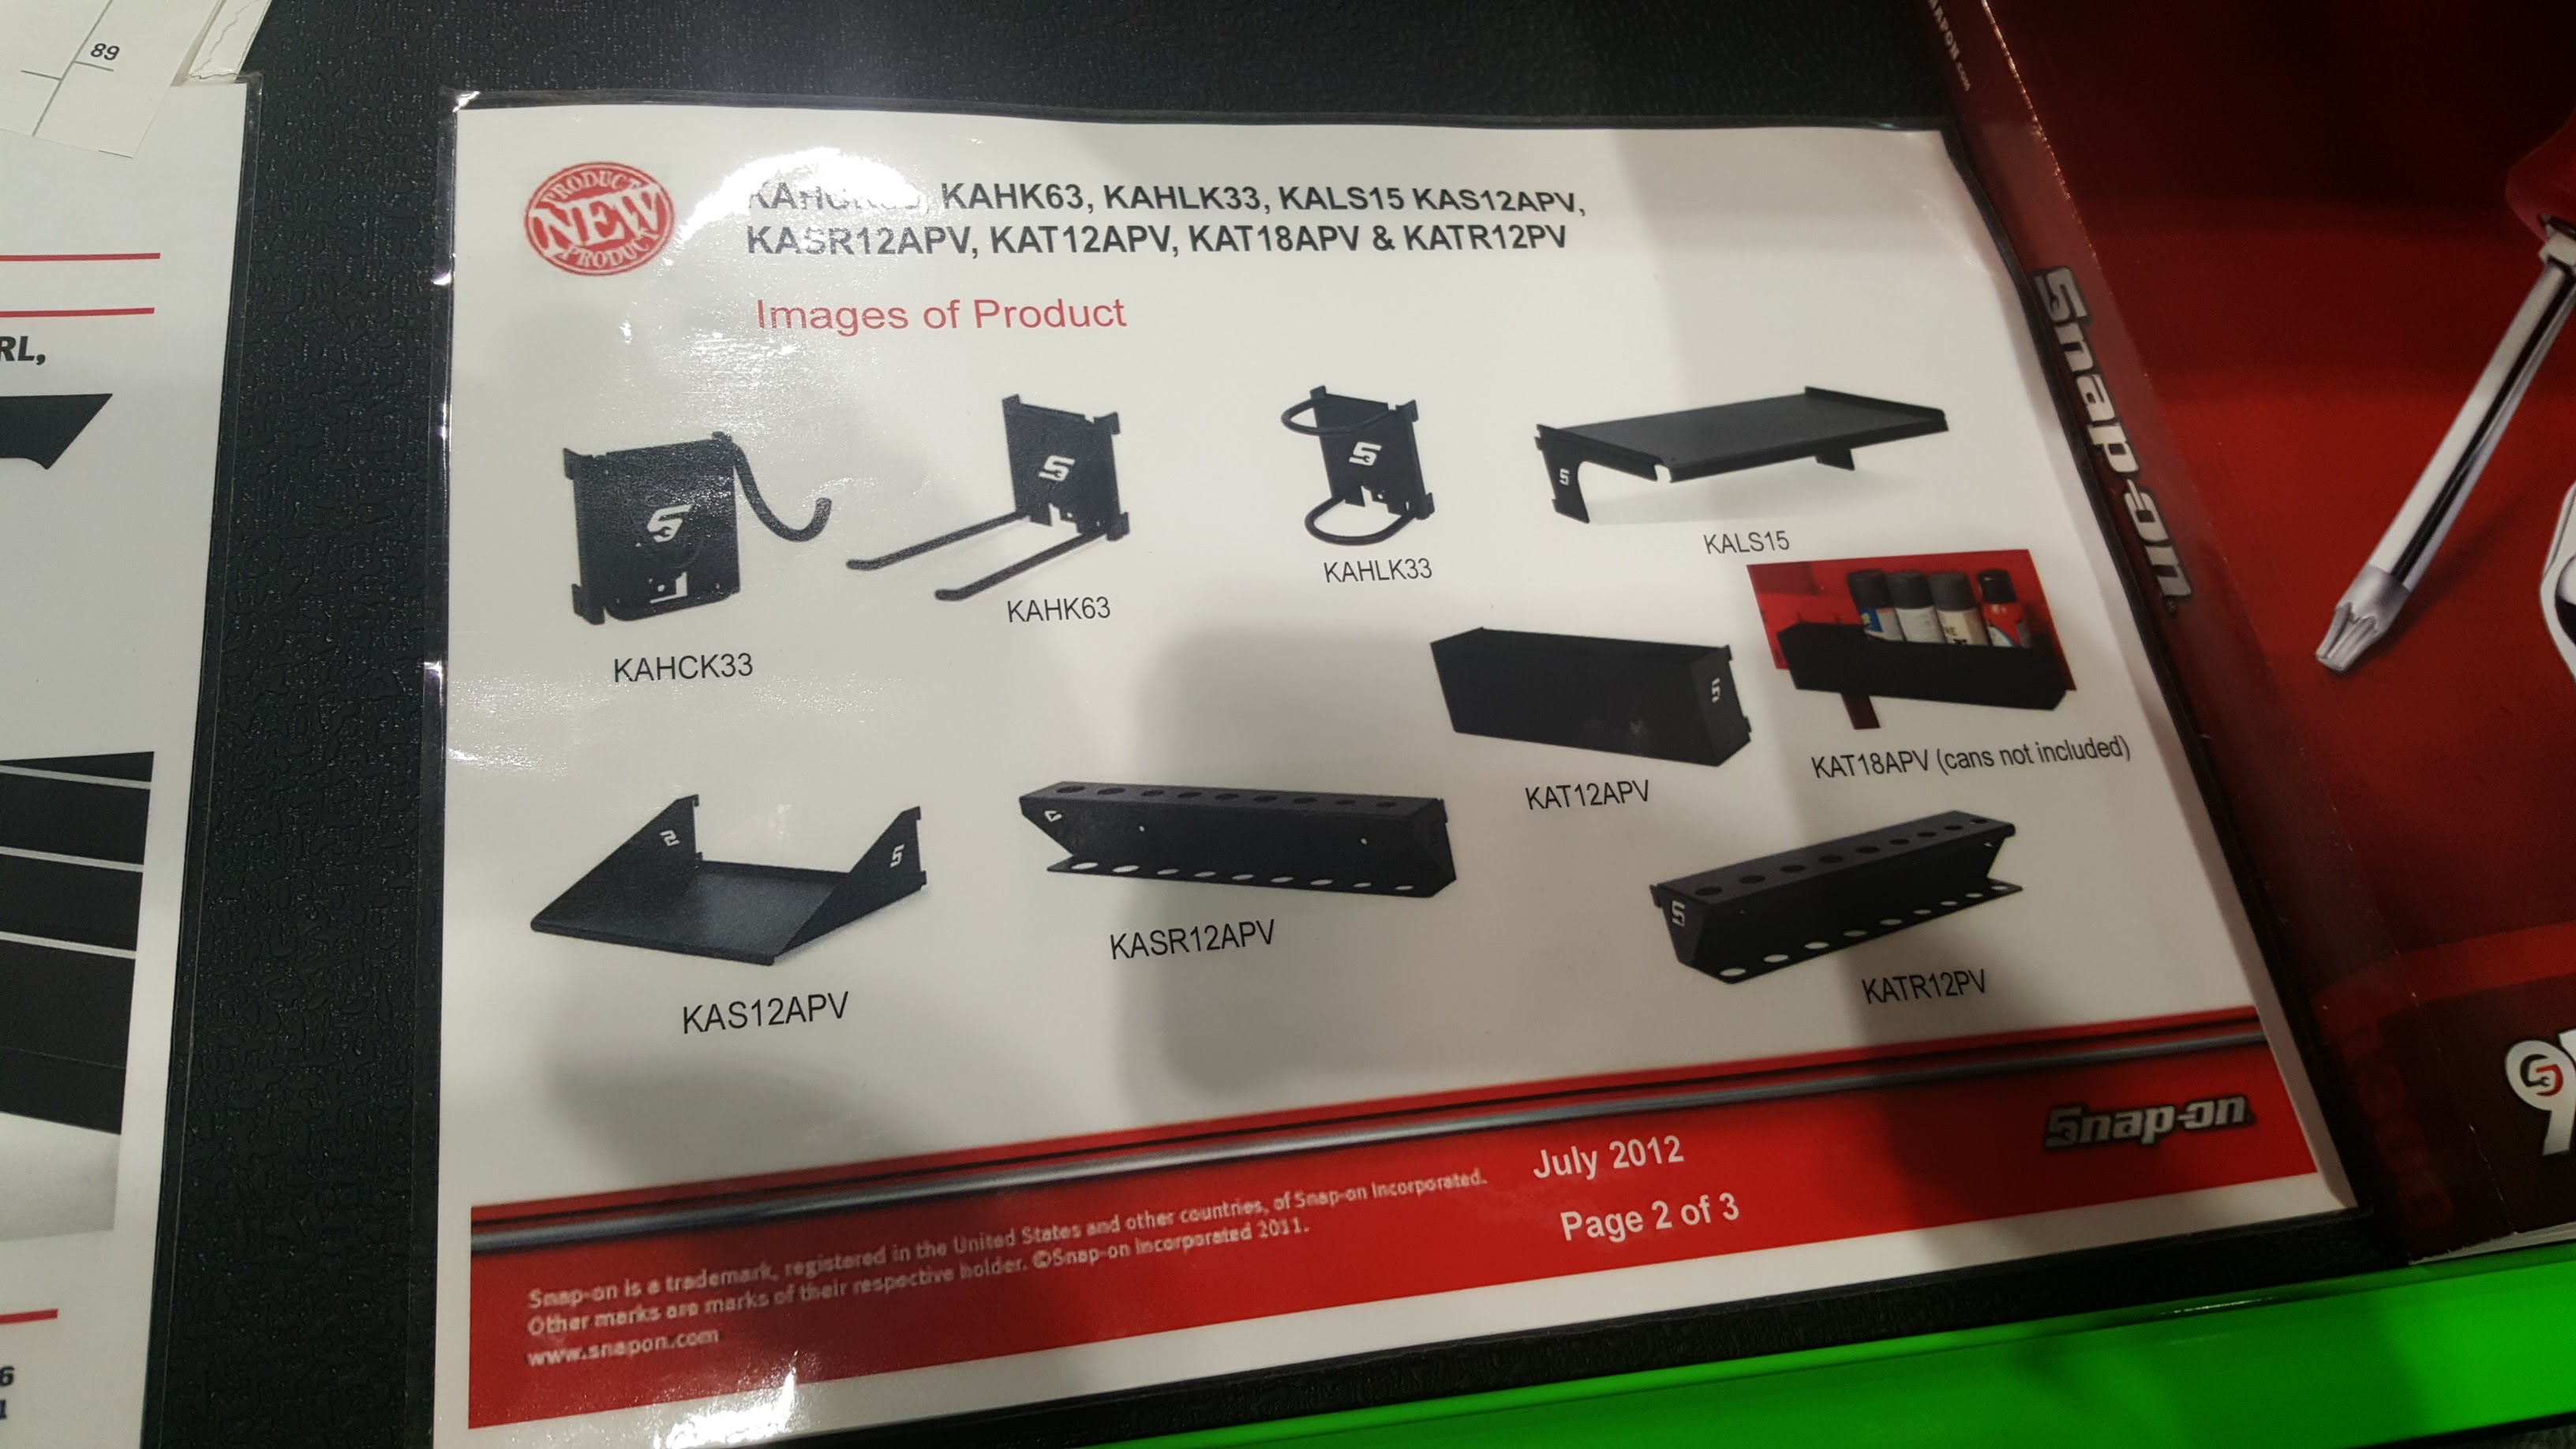 89
RL,
PRODUCT
NEW
PRODUCT
KAHK63, KAHLK33, KALS15 KAS12APV,
KASR12APV, KAT12APV, KAT18APV & KATR12PV
Images of Product
KAHCK33
KAHK63
KAHLK33
KALS15
KAT12APV
KAT18APV (cans not included)
KAS12APV
KASR12APV
KATR12PV
Snap-on is a trademark, registered in the United States and other countries, of Snap-on Incorporated.
Other marks are marks of their respective holder. ©Snap-on Incorporated 2011.
www.snapon.com
July 2012
Page 2 of 3
Snap-on
Snap-on
6
1